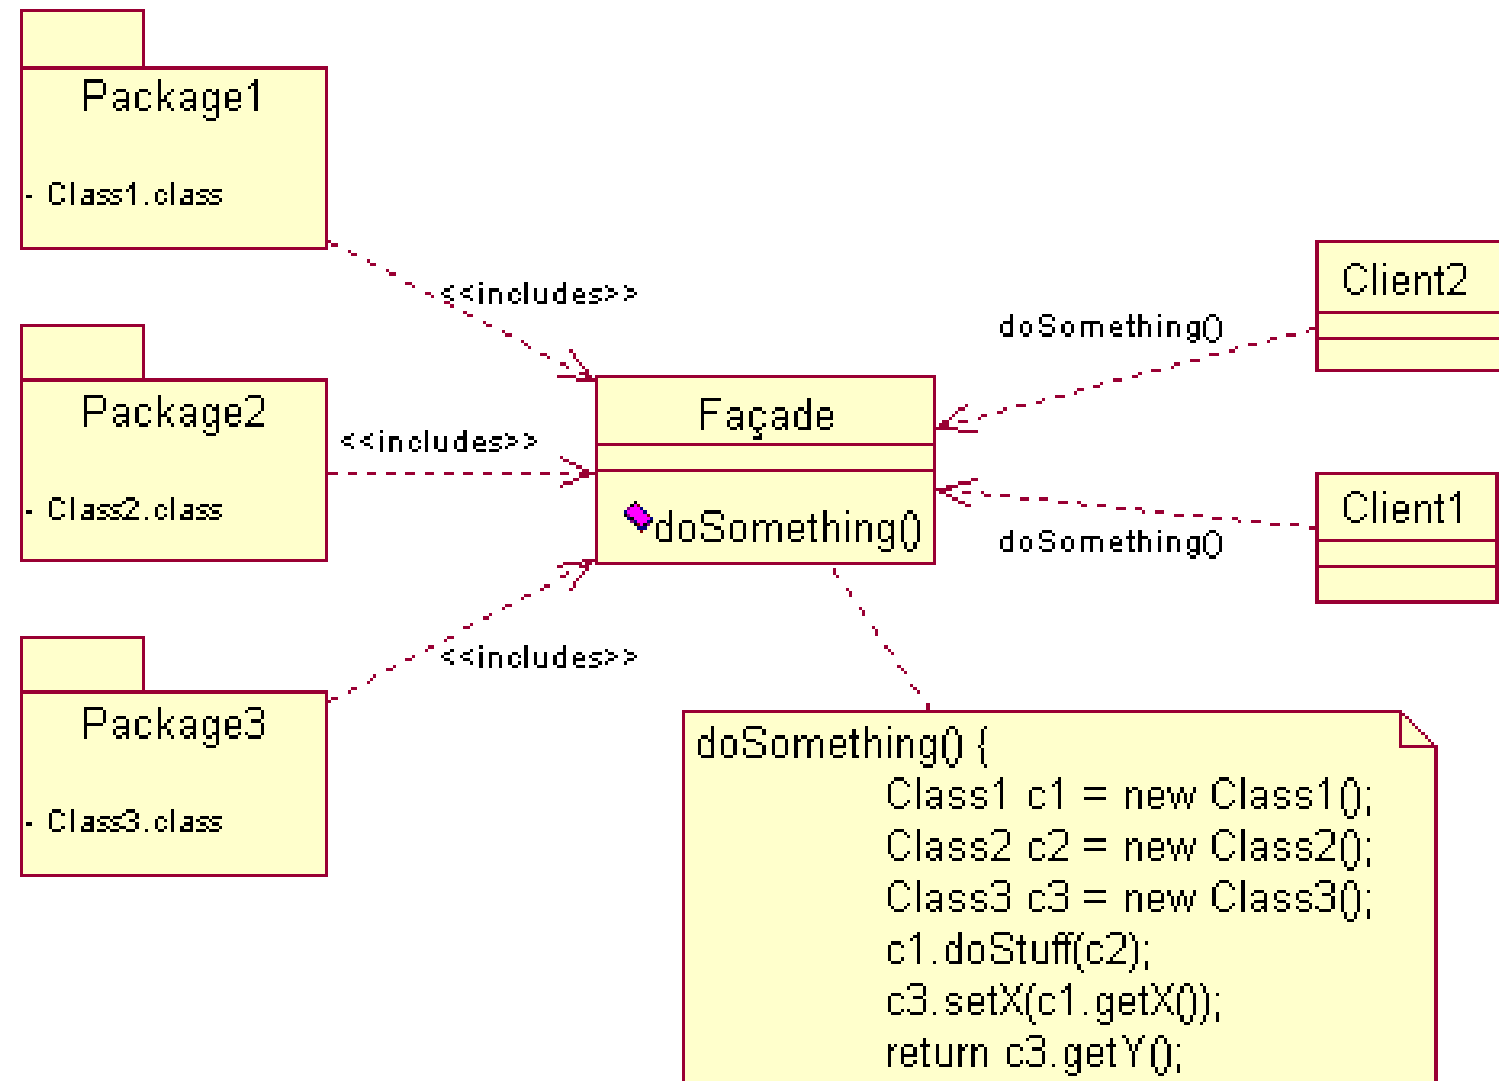 Package1
- Class1.class
<<includes>>
Package2
- Class2.class
<<includes>>
Package3
- Class3.class
<<includes>>
Façade
doSomething()
Client2
doSomething()
Client1
doSomething()
doSomething() {
Class1 c1 = new Class1();
Class2 c2 = new Class2();
Class3 c3 = new Class3();
c1.doStuff(c2);
c3.setX(c1.getX());
return c3.getY();